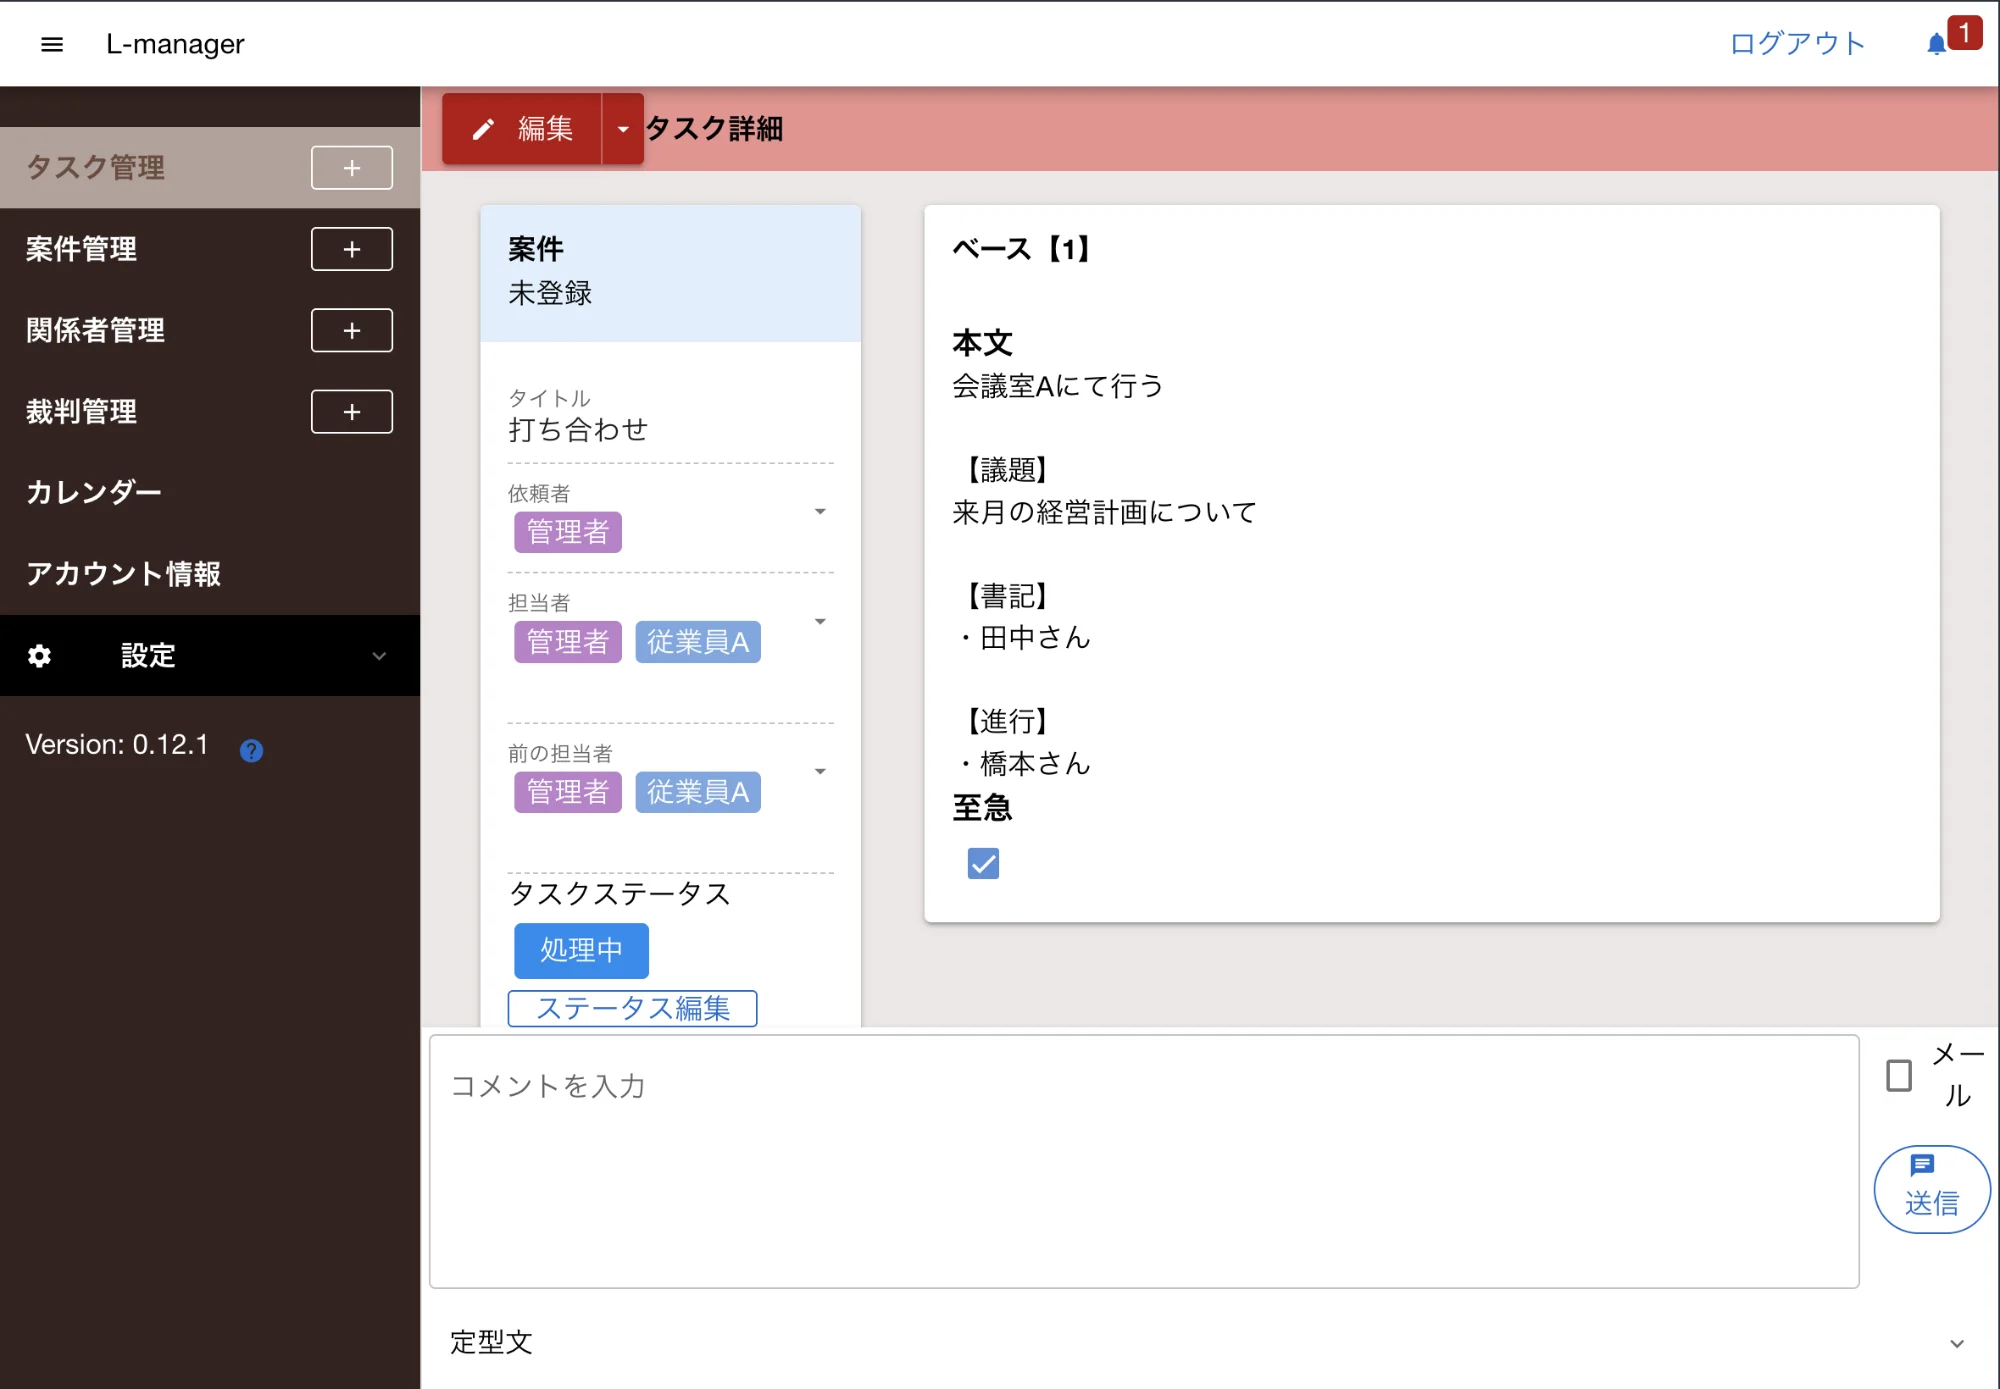 L-manager
ログアウト
1
タスク管理
+
案件管理
+
関係者管理
+
裁判管理
+
カレンダー
アカウント情報
設定
Version: 0.12.1
?
編集
タスク詳細
案件
未登録
タイトル
打ち合わせ
依頼者
管理者
担当者
管理者 従業員A
前の担当者
管理者 従業員A
タスクステータス
処理中
ステータス編集
ベース【1】
本文
会議室Aにて行う
【議題】
来月の経営計画について
【書記】
・田中さん
【進行】
・橋本さん
至急
コメントを入力
メー
ル
送信
定型文